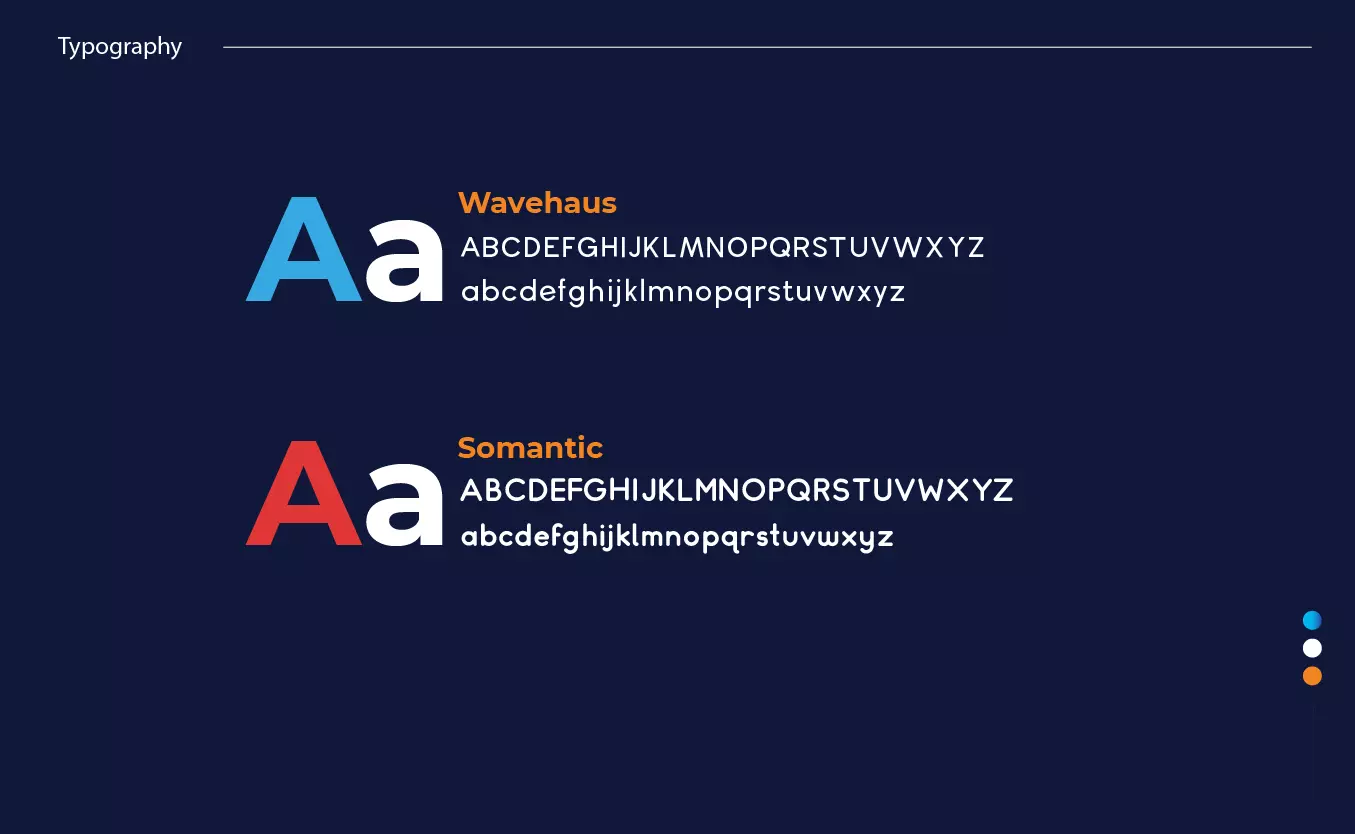 Typography
Aa
Wavehaus
ABCDEFGHIJKLMNOPQRSTUVWXYZ
abcdefghijklmnopqrstuvwxyz
Aa
Somantic
ABCDEFGHIJKLMNOPQRSTUVWXYZ
abcdefghijklmnopqrstuvwxyz